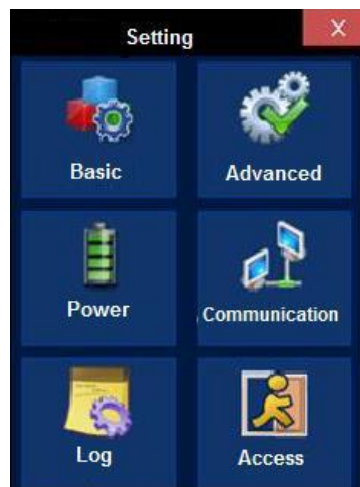 Setting
X
Basic
Advanced
Power
Communication
Log
Access